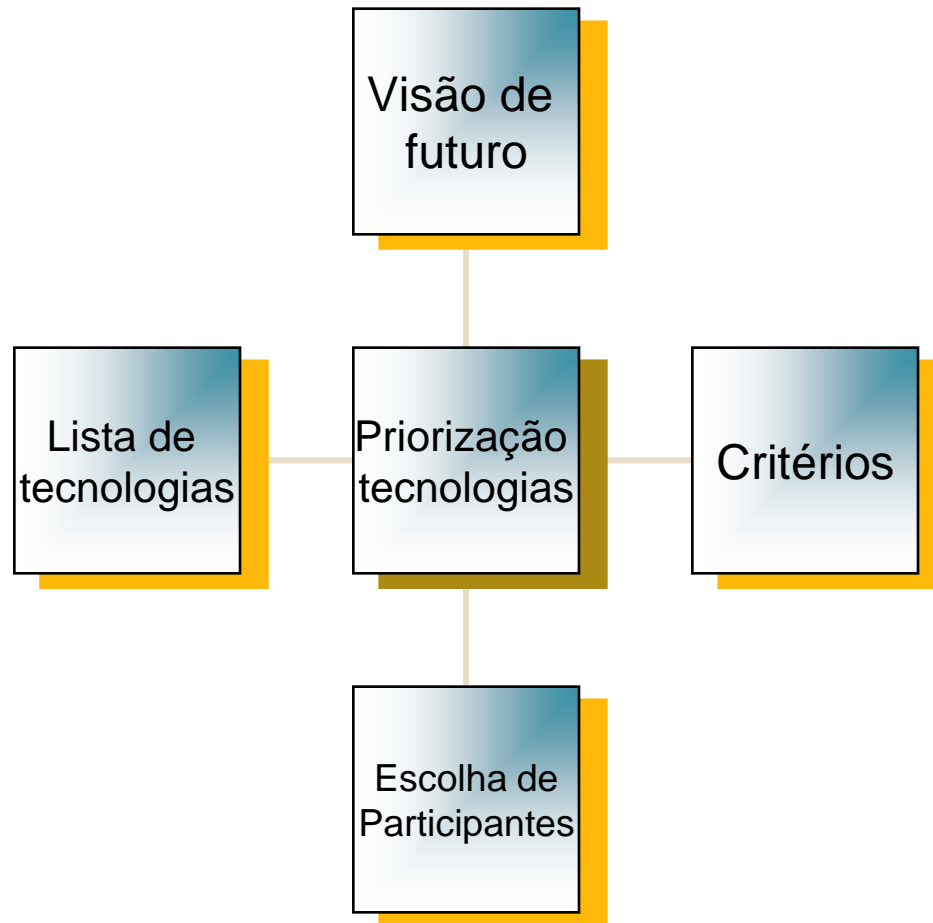 Visão de
futuro
Lista de
tecnologias
Priorização
tecnologias
Critérios
Escolha de
Participantes